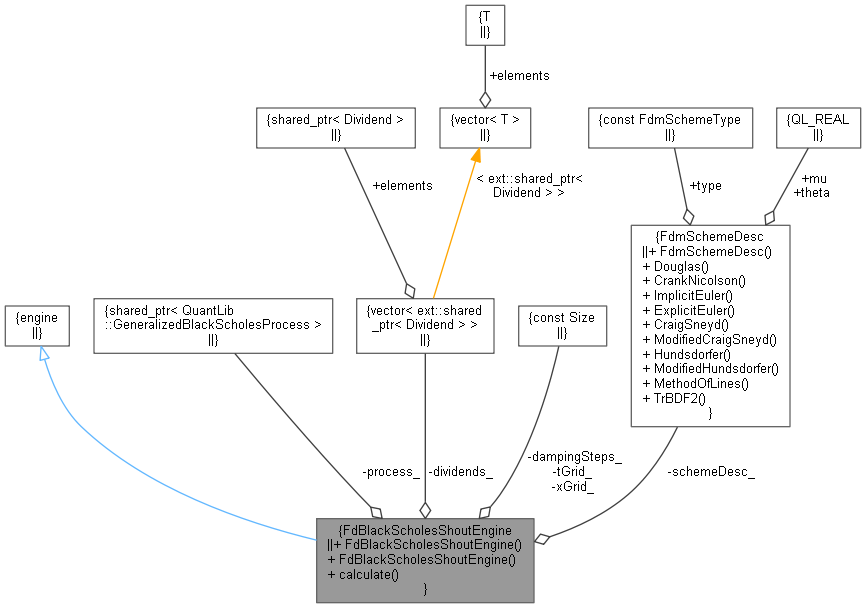 {T
||}
+elements
{shared_ptr< Dividend >
||}
{vector< T >
||}
{const FdmSchemeType
||}
{QL_REAL
||}
+elements
< ext::shared_ptr<
Dividend > >
+type
+mu
+theta
{FdmSchemeDesc
||+ FdmSchemeDesc()
+ Douglas()
+ CrankNicolson()
+ ImplicitEuler()
+ ExplicitEuler()
+ CraigSneyd()
+ ModifiedCraigSneyd()
+ Hundsdorfer()
+ ModifiedHundsdorfer()
+ MethodOfLines()
+ TrBDF2()
}
{engine
||}
{shared_ptr< QuantLib
::GeneralizedBlackScholesProcess >
||}
{vector< ext::shared
_ptr< Dividend > >
||}
{const Size
||}
-process_
-dividends_
-dampingSteps_
-tGrid_
-xGrid_
-schemeDesc_
{FdBlackScholesShoutEngine
||+ FdBlackScholesShoutEngine()
+ FdBlackScholesShoutEngine()
+ calculate()
}